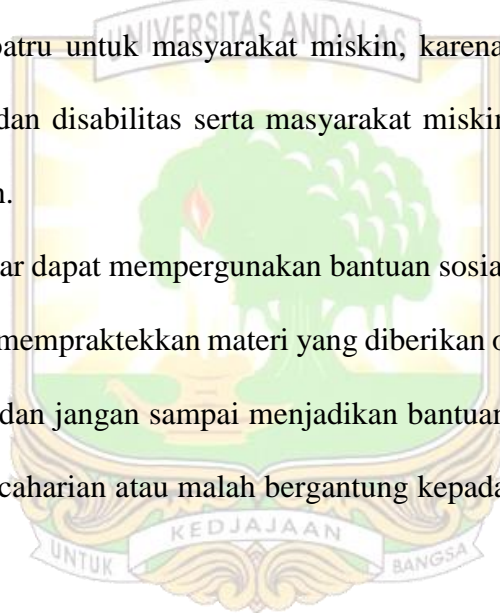 UNIVERSITAS ANDALAS
patru untuk masyarakat miskin, karena
dan disabilitas serta masyarakat miskin
n.
ar dapat mempergunakan bantuan sosia
mempraktekkan materi yang diberikan o
dan jangan sampai menjadikan bantuan
caharian atau malah bergantung kepada
KEDJAJAAN
UNTUK BANGSA